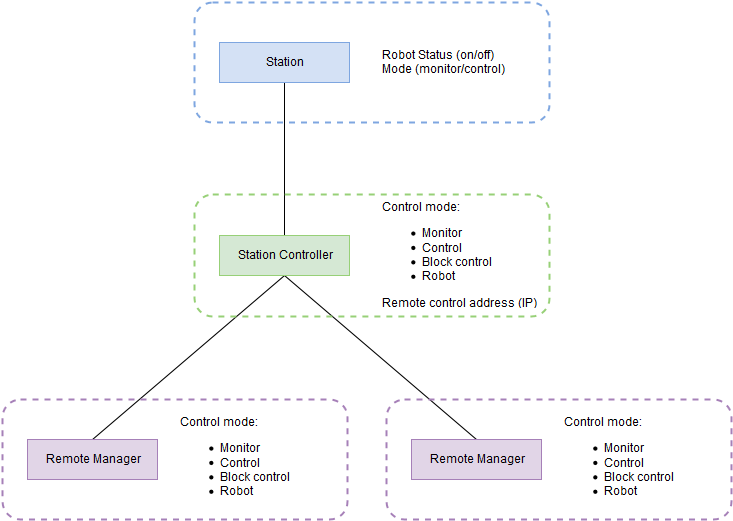 Station
Robot Status (on/off)
Mode (monitor/control)
Station Controller
Control mode:
Monitor
Control
Block control
Robot
Remote control address (IP)
Remote Manager
Control mode:
Monitor
Control
Block control
Robot
Remote Manager
Control mode:
Monitor
Control
Block control
Robot